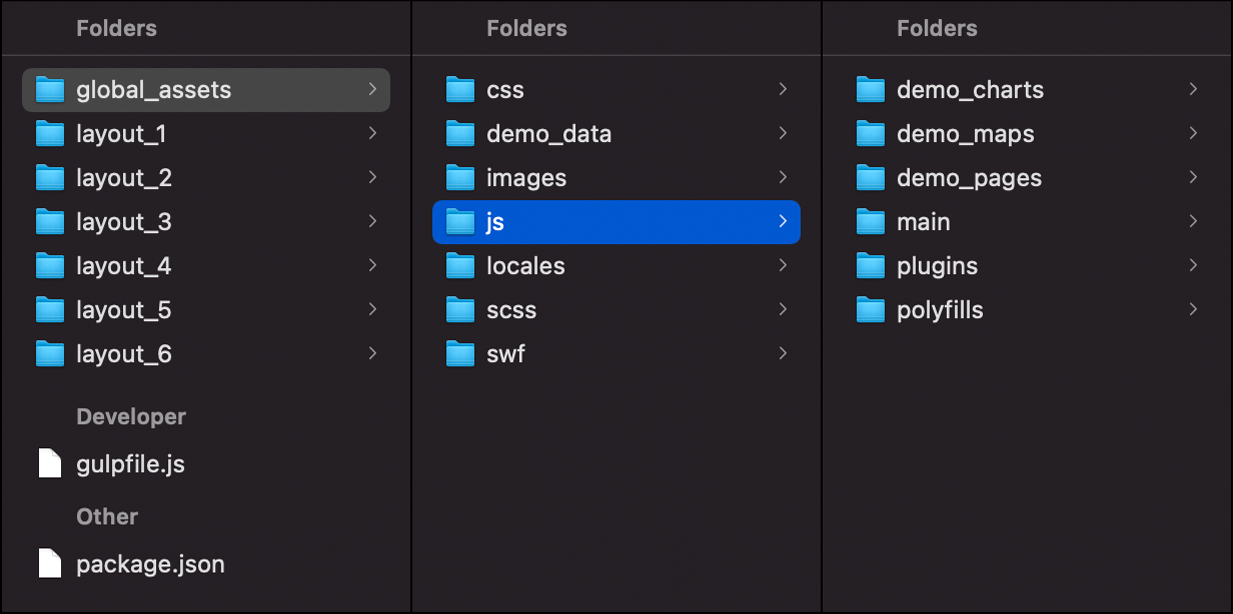 Folders
global_assets
layout_1
layout_2
layout_3
layout_4
layout_5
layout_6
Developer
gulpfile.js
Other
package.json
Folders
css
demo_data
images
js
locales
scss
swf
Folders
demo_charts
demo_maps
demo_pages
main
plugins
polyfills